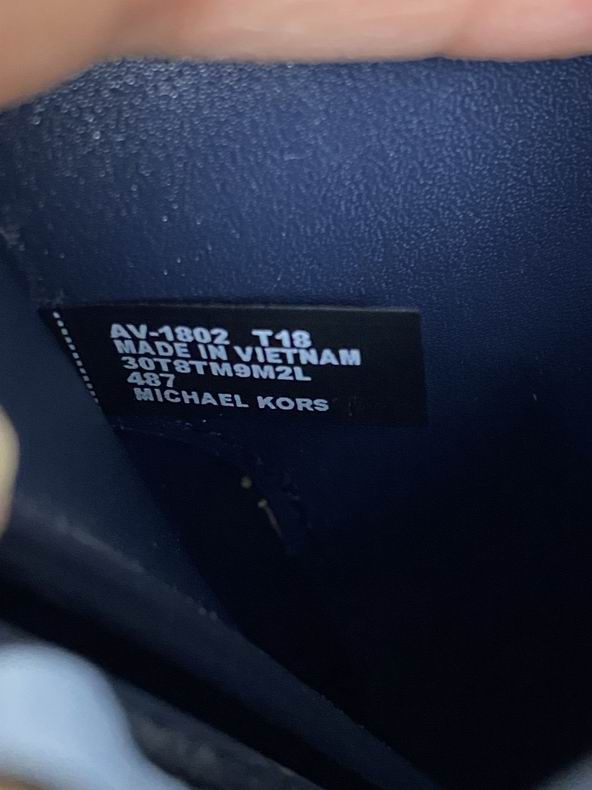 AV-1802 T18
MADE IN VIETNAM
30T8TM9M2L
487
MICHAEL KORS